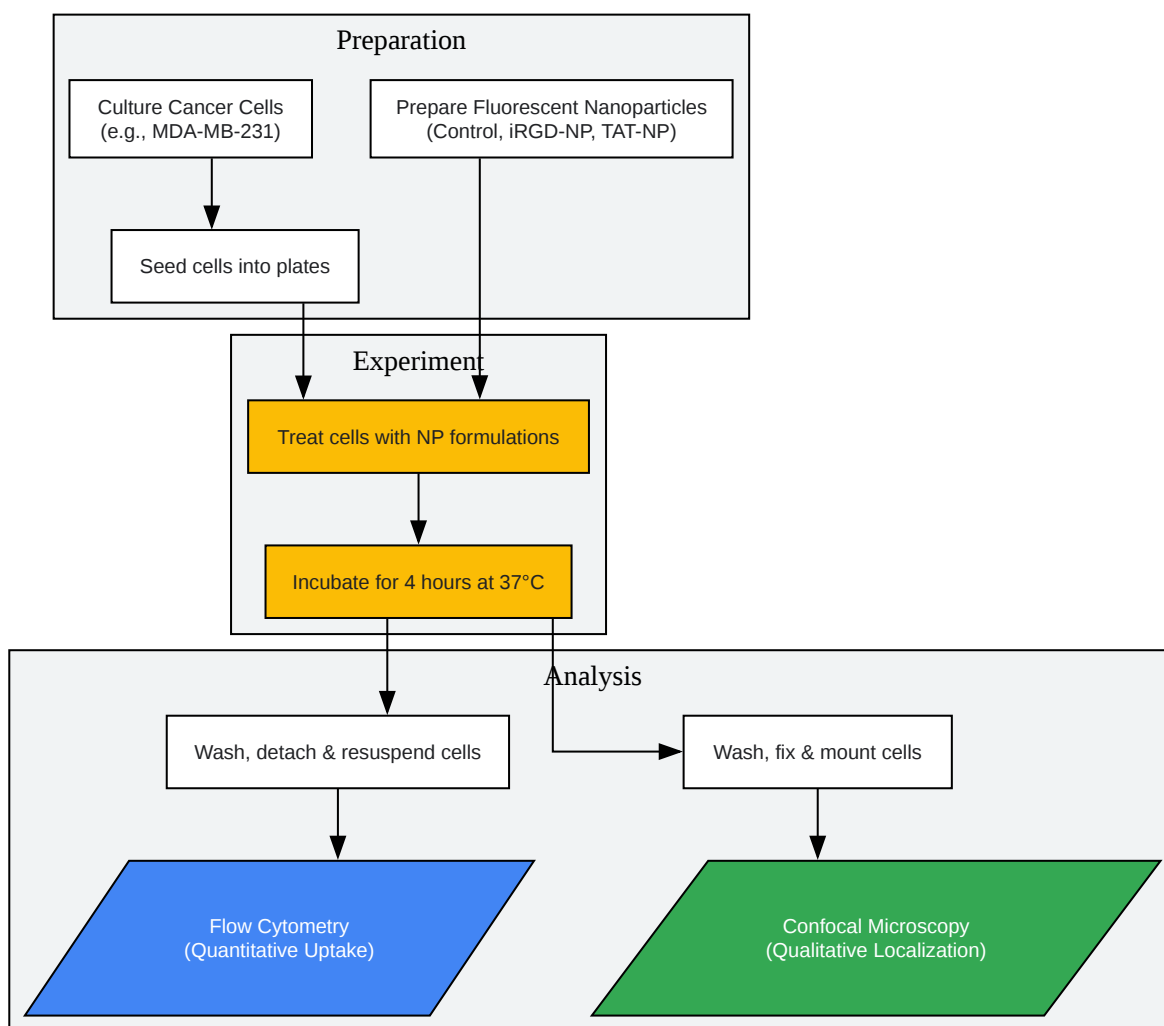 Preparation
Culture Cancer Cells
(e.g., MDA-MB-231)
Prepare Fluorescent Nanoparticles
(Control, iRGD-NP, TAT-NP)
Seed cells into plates
Experiment
Treat cells with NP formulations
Incubate for 4 hours at 37°C
Analysis
Wash, detach & resuspend cells
Wash, fix & mount cells
Flow Cytometry
(Quantitative Uptake)
Confocal Microscopy
(Qualitative Localization)